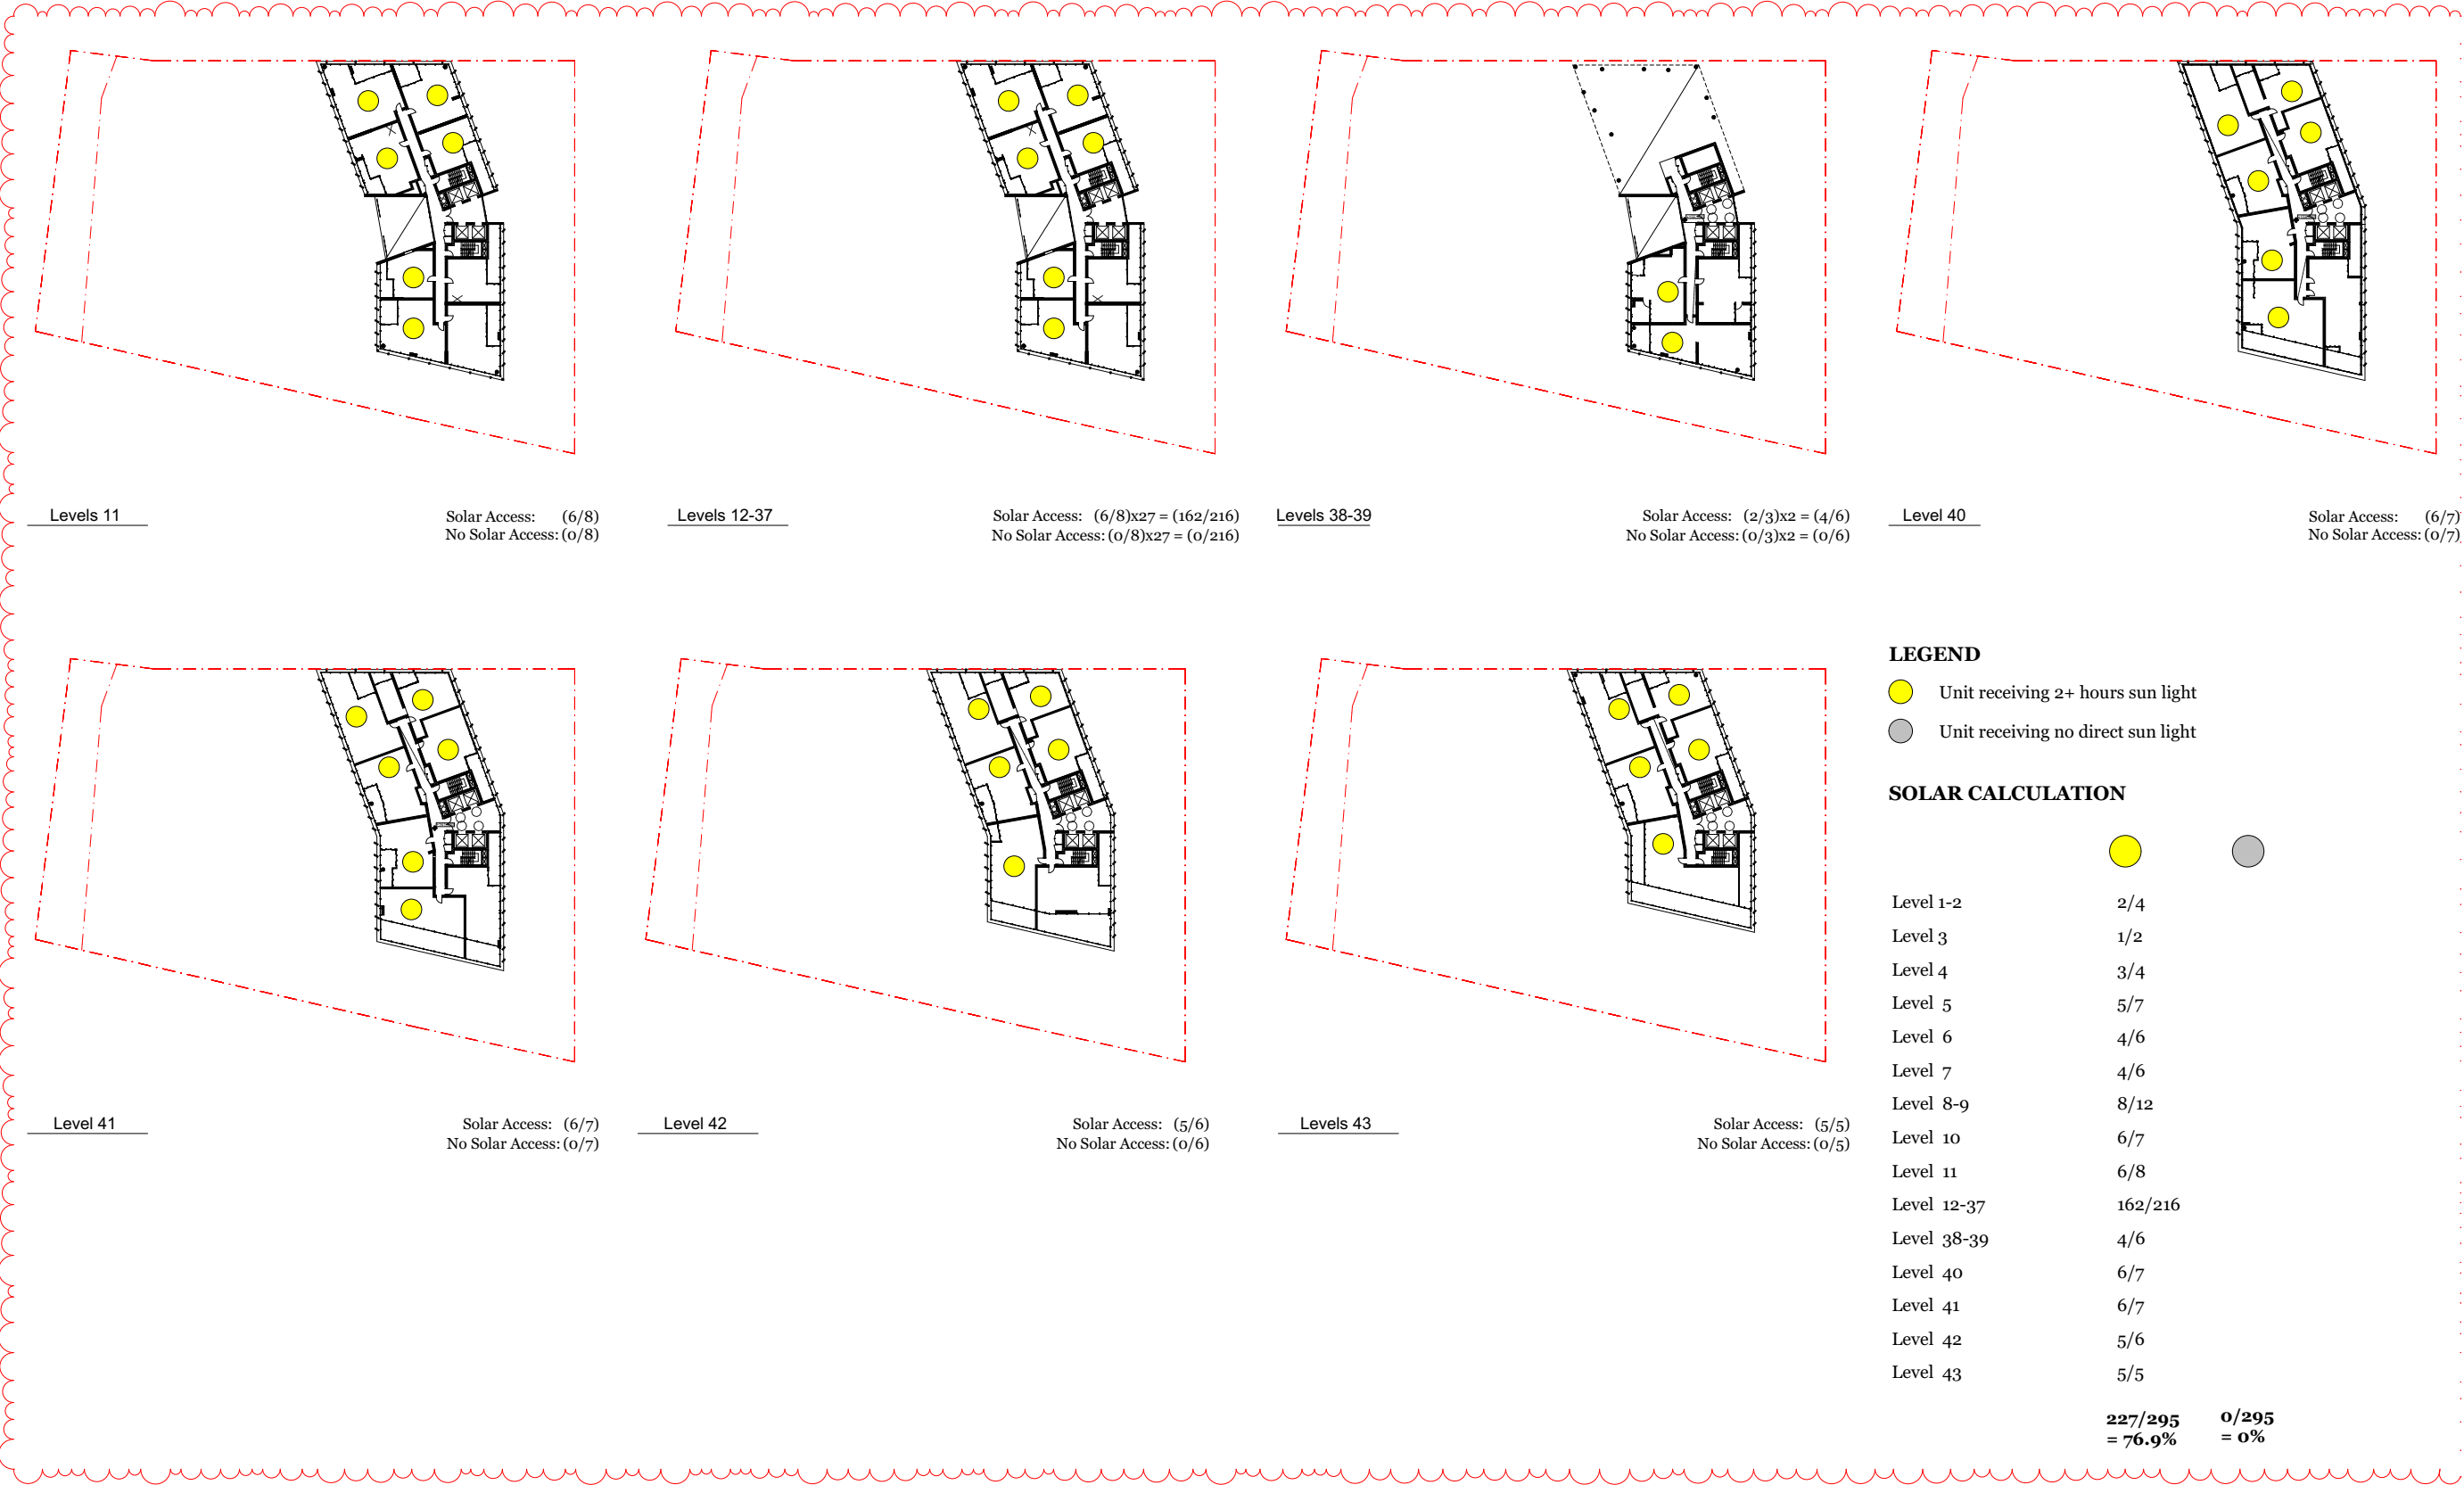 Levels 11
Solar Access: (6/8)
No Solar Access: (0/8)
Levels 12-37
Solar Access: (6/8)x27 = (162/216)
No Solar Access: (0/8)x27 = (0/216)
Levels 38-39
Solar Access: (2/3)x2 = (4/6)
No Solar Access: (0/3)x2 = (0/6)
Level 40
Solar Access: (6/7)
No Solar Access: (0/7)
Level 41
Solar Access: (6/7)
No Solar Access: (0/7)
Level 42
Solar Access: (5/6)
No Solar Access: (0/6)
Levels 43
Solar Access: (5/5)
No Solar Access: (0/5)
LEGEND
Unit receiving 2+ hours sun light
Unit receiving no direct sun light
SOLAR CALCULATION
Level 1-2 2/4
Level 3 1/2
Level 4 3/4
Level 5 5/7
Level 6 4/6
Level 7 4/6
Level 8-9 8/12
Level 10 6/7
Level 11 6/8
Level 12-37 162/216
Level 38-39 4/6
Level 40 6/7
Level 41 6/7
Level 42 5/6
Level 43 5/5
227/295 0/295
= 76.9% = 0%